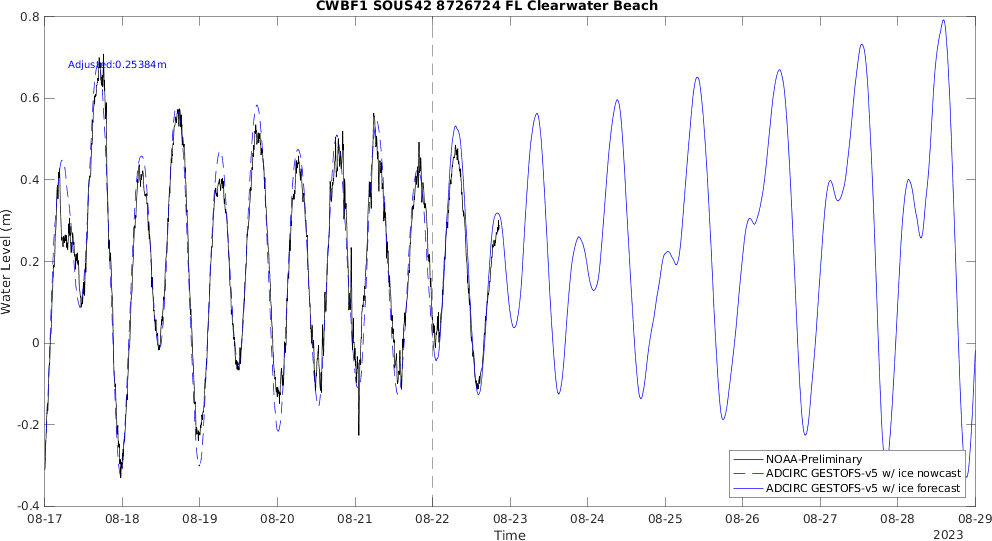 CWBF1 SOUS42 8726724 FL Clearwater Beach
Adjusted:0.25384m
0.8
0.6
0.4
0.2
0
-0.2
-0.4
Water Level (m)
08-17 08-18 08-19 08-20 08-21 08-22 08-23 08-24 08-25 08-26 08-27 08-28 08-29
Time
2023
NOAA-Preliminary
ADCIRC GESTOFS-v5 w/ ice nowcast
ADCIRC GESTOFS-v5 w/ ice forecast